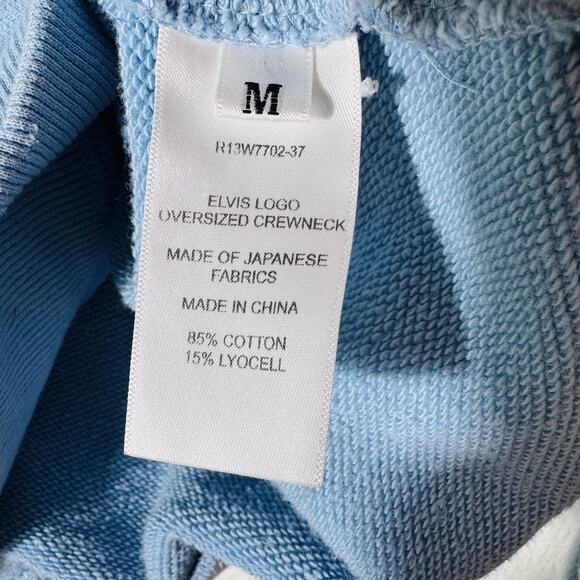 M
R13W7702-37
ELVIS LOGO
OVERSIZED CREWNECK
MADE OF JAPANESE
FABRICS
MADE IN CHINA
85% COTTON
15% LYOCELL